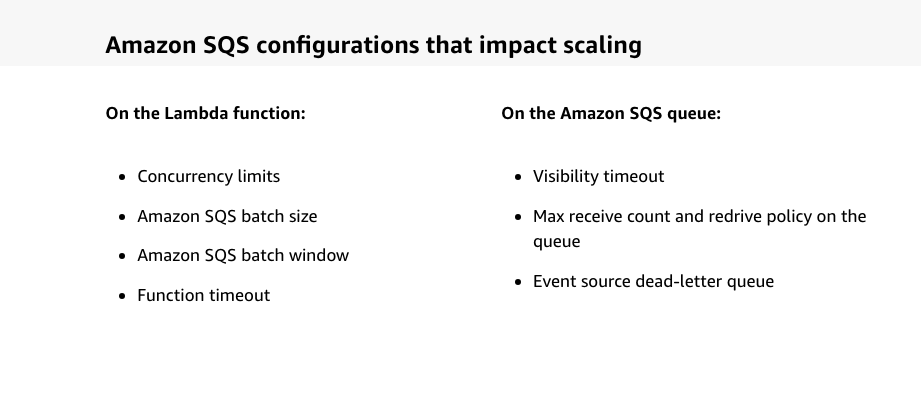 Amazon SQS configurations that impact scaling
On the Lambda function:
Concurrency limits
Amazon SQS batch size
Amazon SQS batch window
Function timeout
On the Amazon SQS queue:
Visibility timeout
Max receive count and redrive policy on the
queue
Event source dead-letter queue